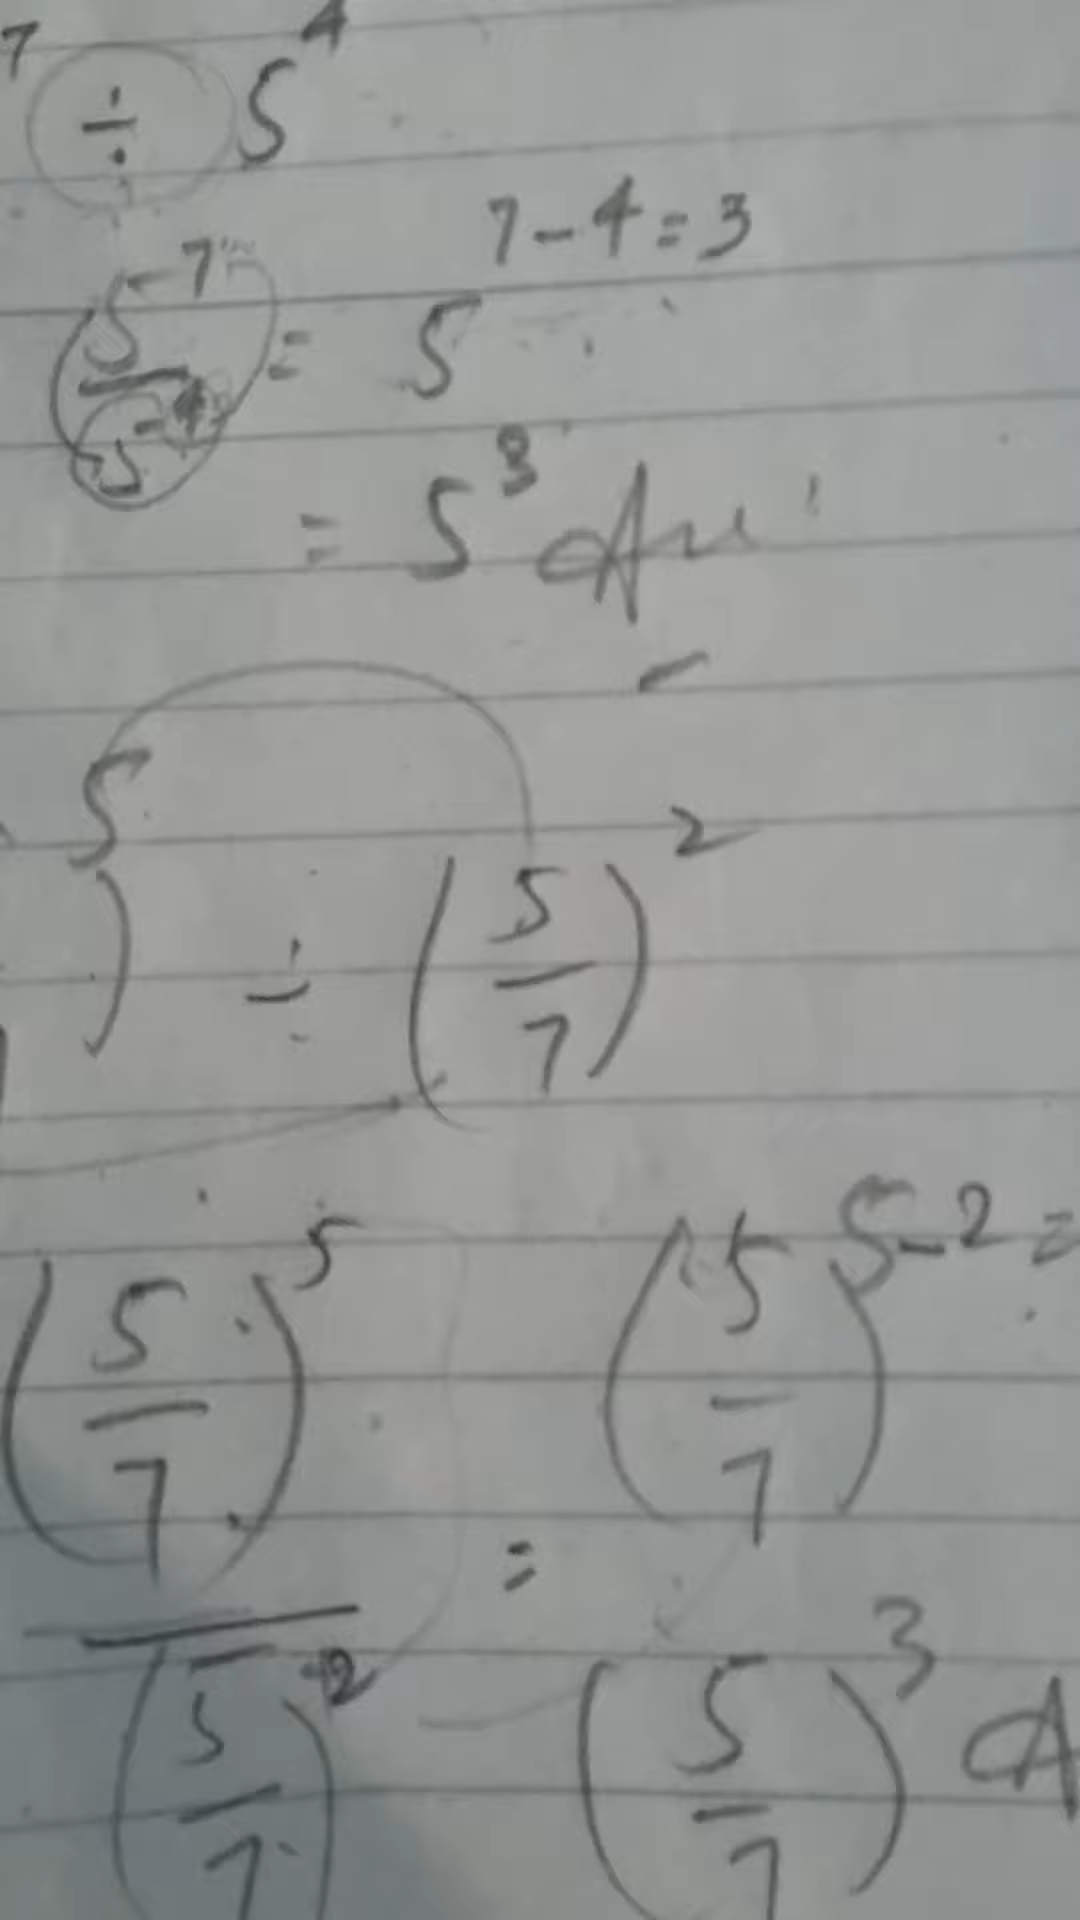 7 ÷ 5^4
5^-7 / 5^-4 = 5^7-4=3
= 5^3 Ans
)^5 ÷ (5/7)^2
(5/7)^5 / (5/7)^2 = (5/7)^5-2 =
(5/7)^3 A